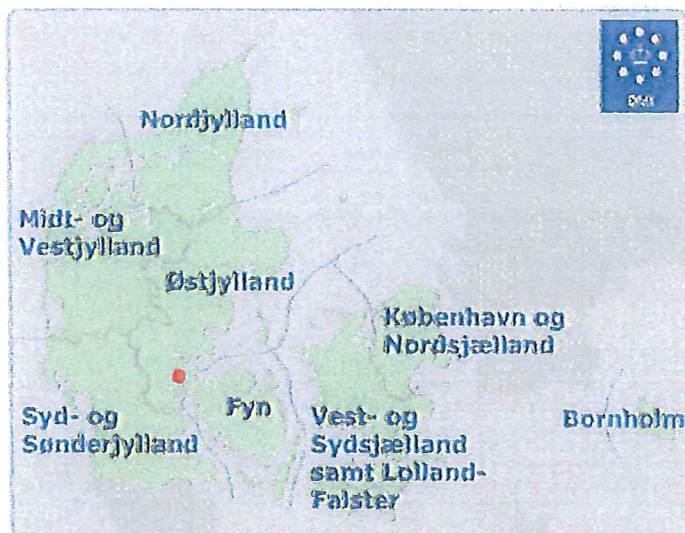 DMI
Nordjylland
Midt- og
Vestjylland
Østjylland
København og
Nordsjælland
Syd- og
Sønderjylland
Fyn
Vest- og
Sydsjælland
samt Lolland-
Falster
Bornholm